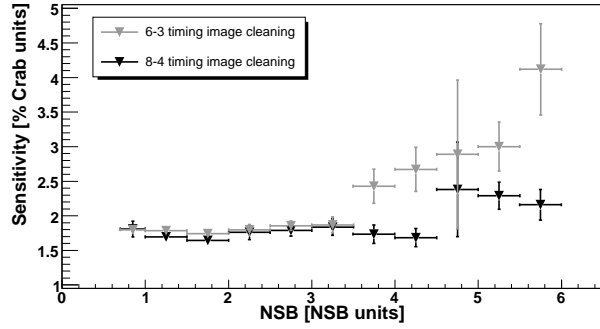 Sensitivity [% Crab units]
5
4.5
4
3.5
3
2.5
2
1.5
1
6-3 timing image cleaning
8-4 timing image cleaning
0 1 2 3 4 5 6
NSB [NSB units]